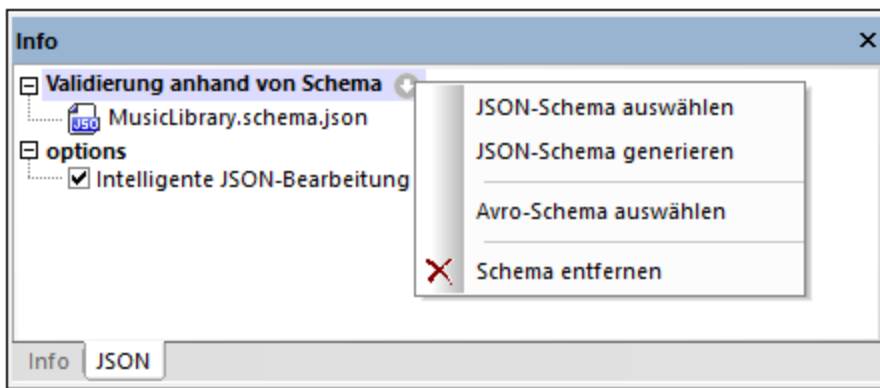 Info
Validierung anhand von Schema
JSO
MusicLibrary.schema.json
options
Intelligente JSON-Bearbeitung
JSON-Schema auswählen
JSON-Schema generieren
Avro-Schema auswählen
Schema entfernen
Info
JSON